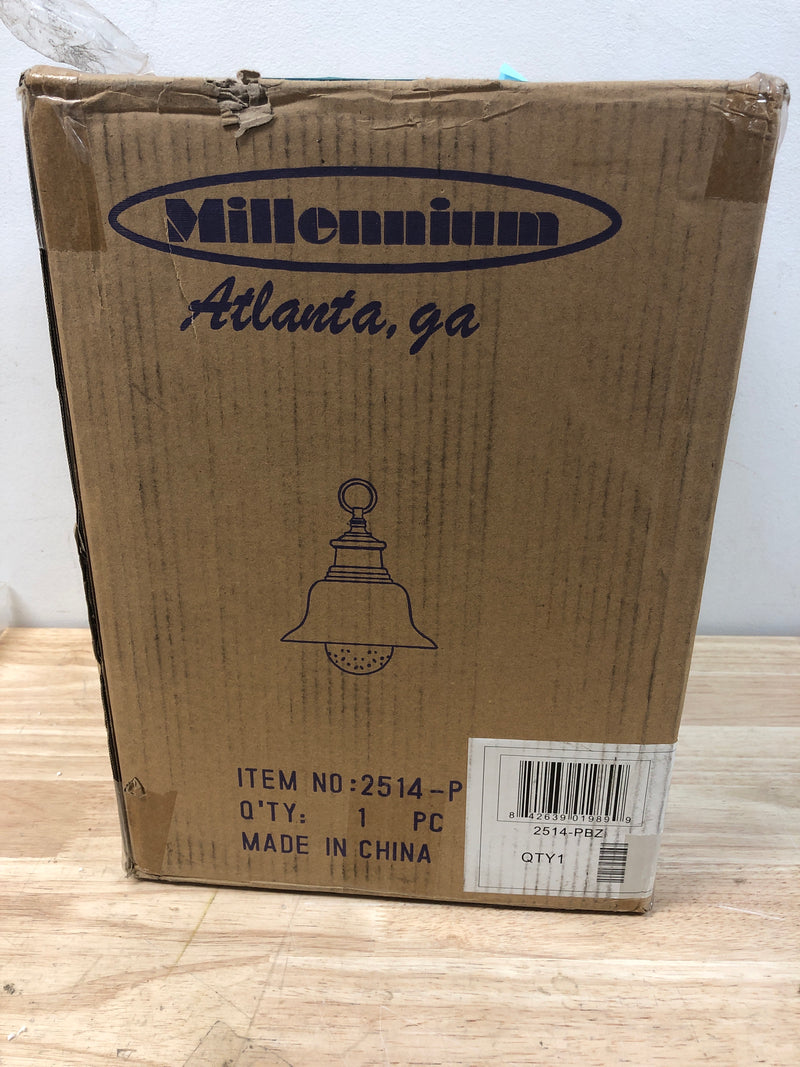 Millennium
Atlanta, ga
ITEM NO:2514-P
Q'TY: 1 PC
MADE IN CHINA
8 42639 01989 9
2514-PBZ
QTY1